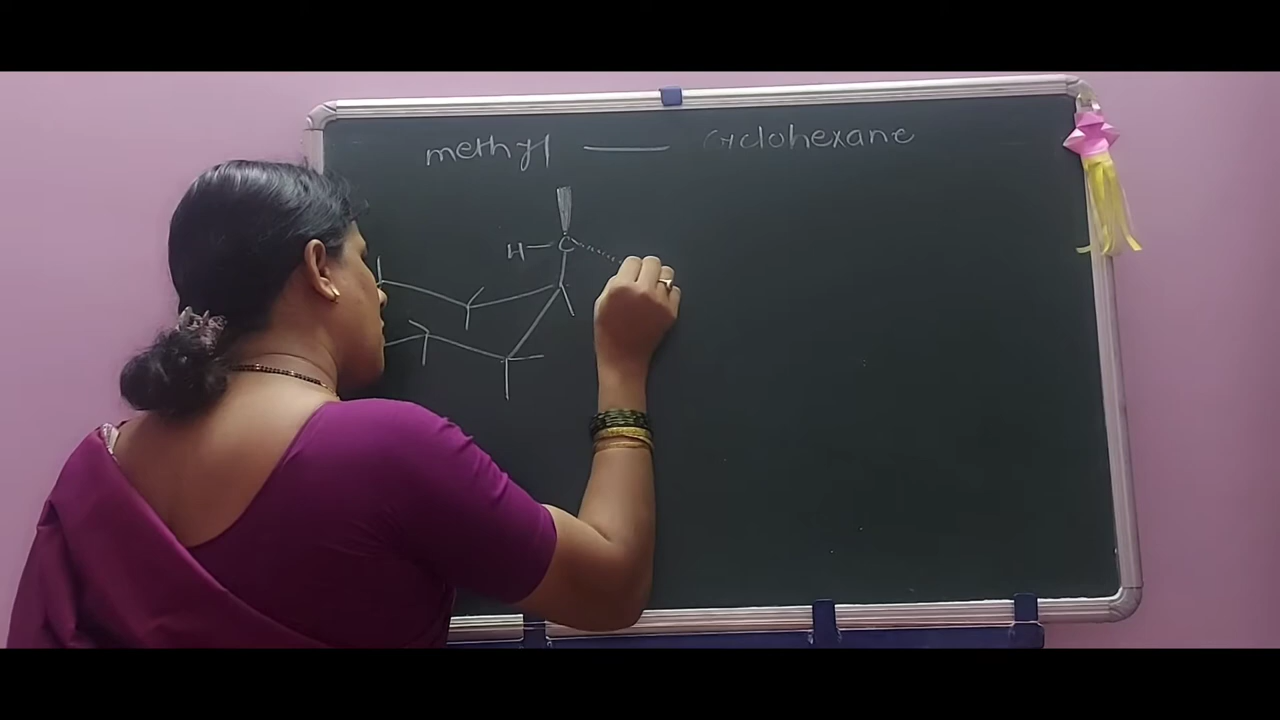 methyl — cyclohexane
H — C